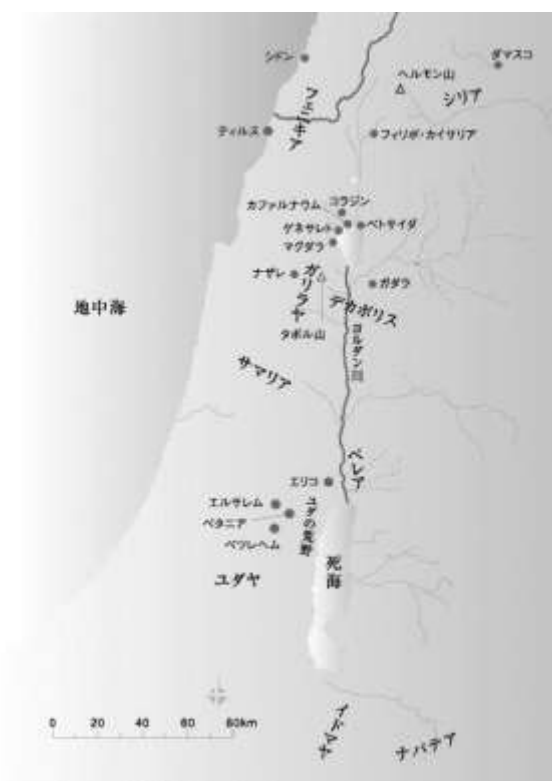 シドン
ダマスコ
ヘルモン山
シリア
フェニキア
ティルス
フィリポ・カイサリア
コラジン
カファルナウム
ゲネサレト
ベトサイダ
マグダラ
ナザレ
ガリラヤ
ガダラ
デカポリス
地中海
タボル山
ヨルダン川
サマリア
ペレア
エリコ
エルサレム
ベタニア
ユダの荒野
ベツレヘム
ユダヤ
死海
0 20 40 60 80km
イドマヤ
ナバテア